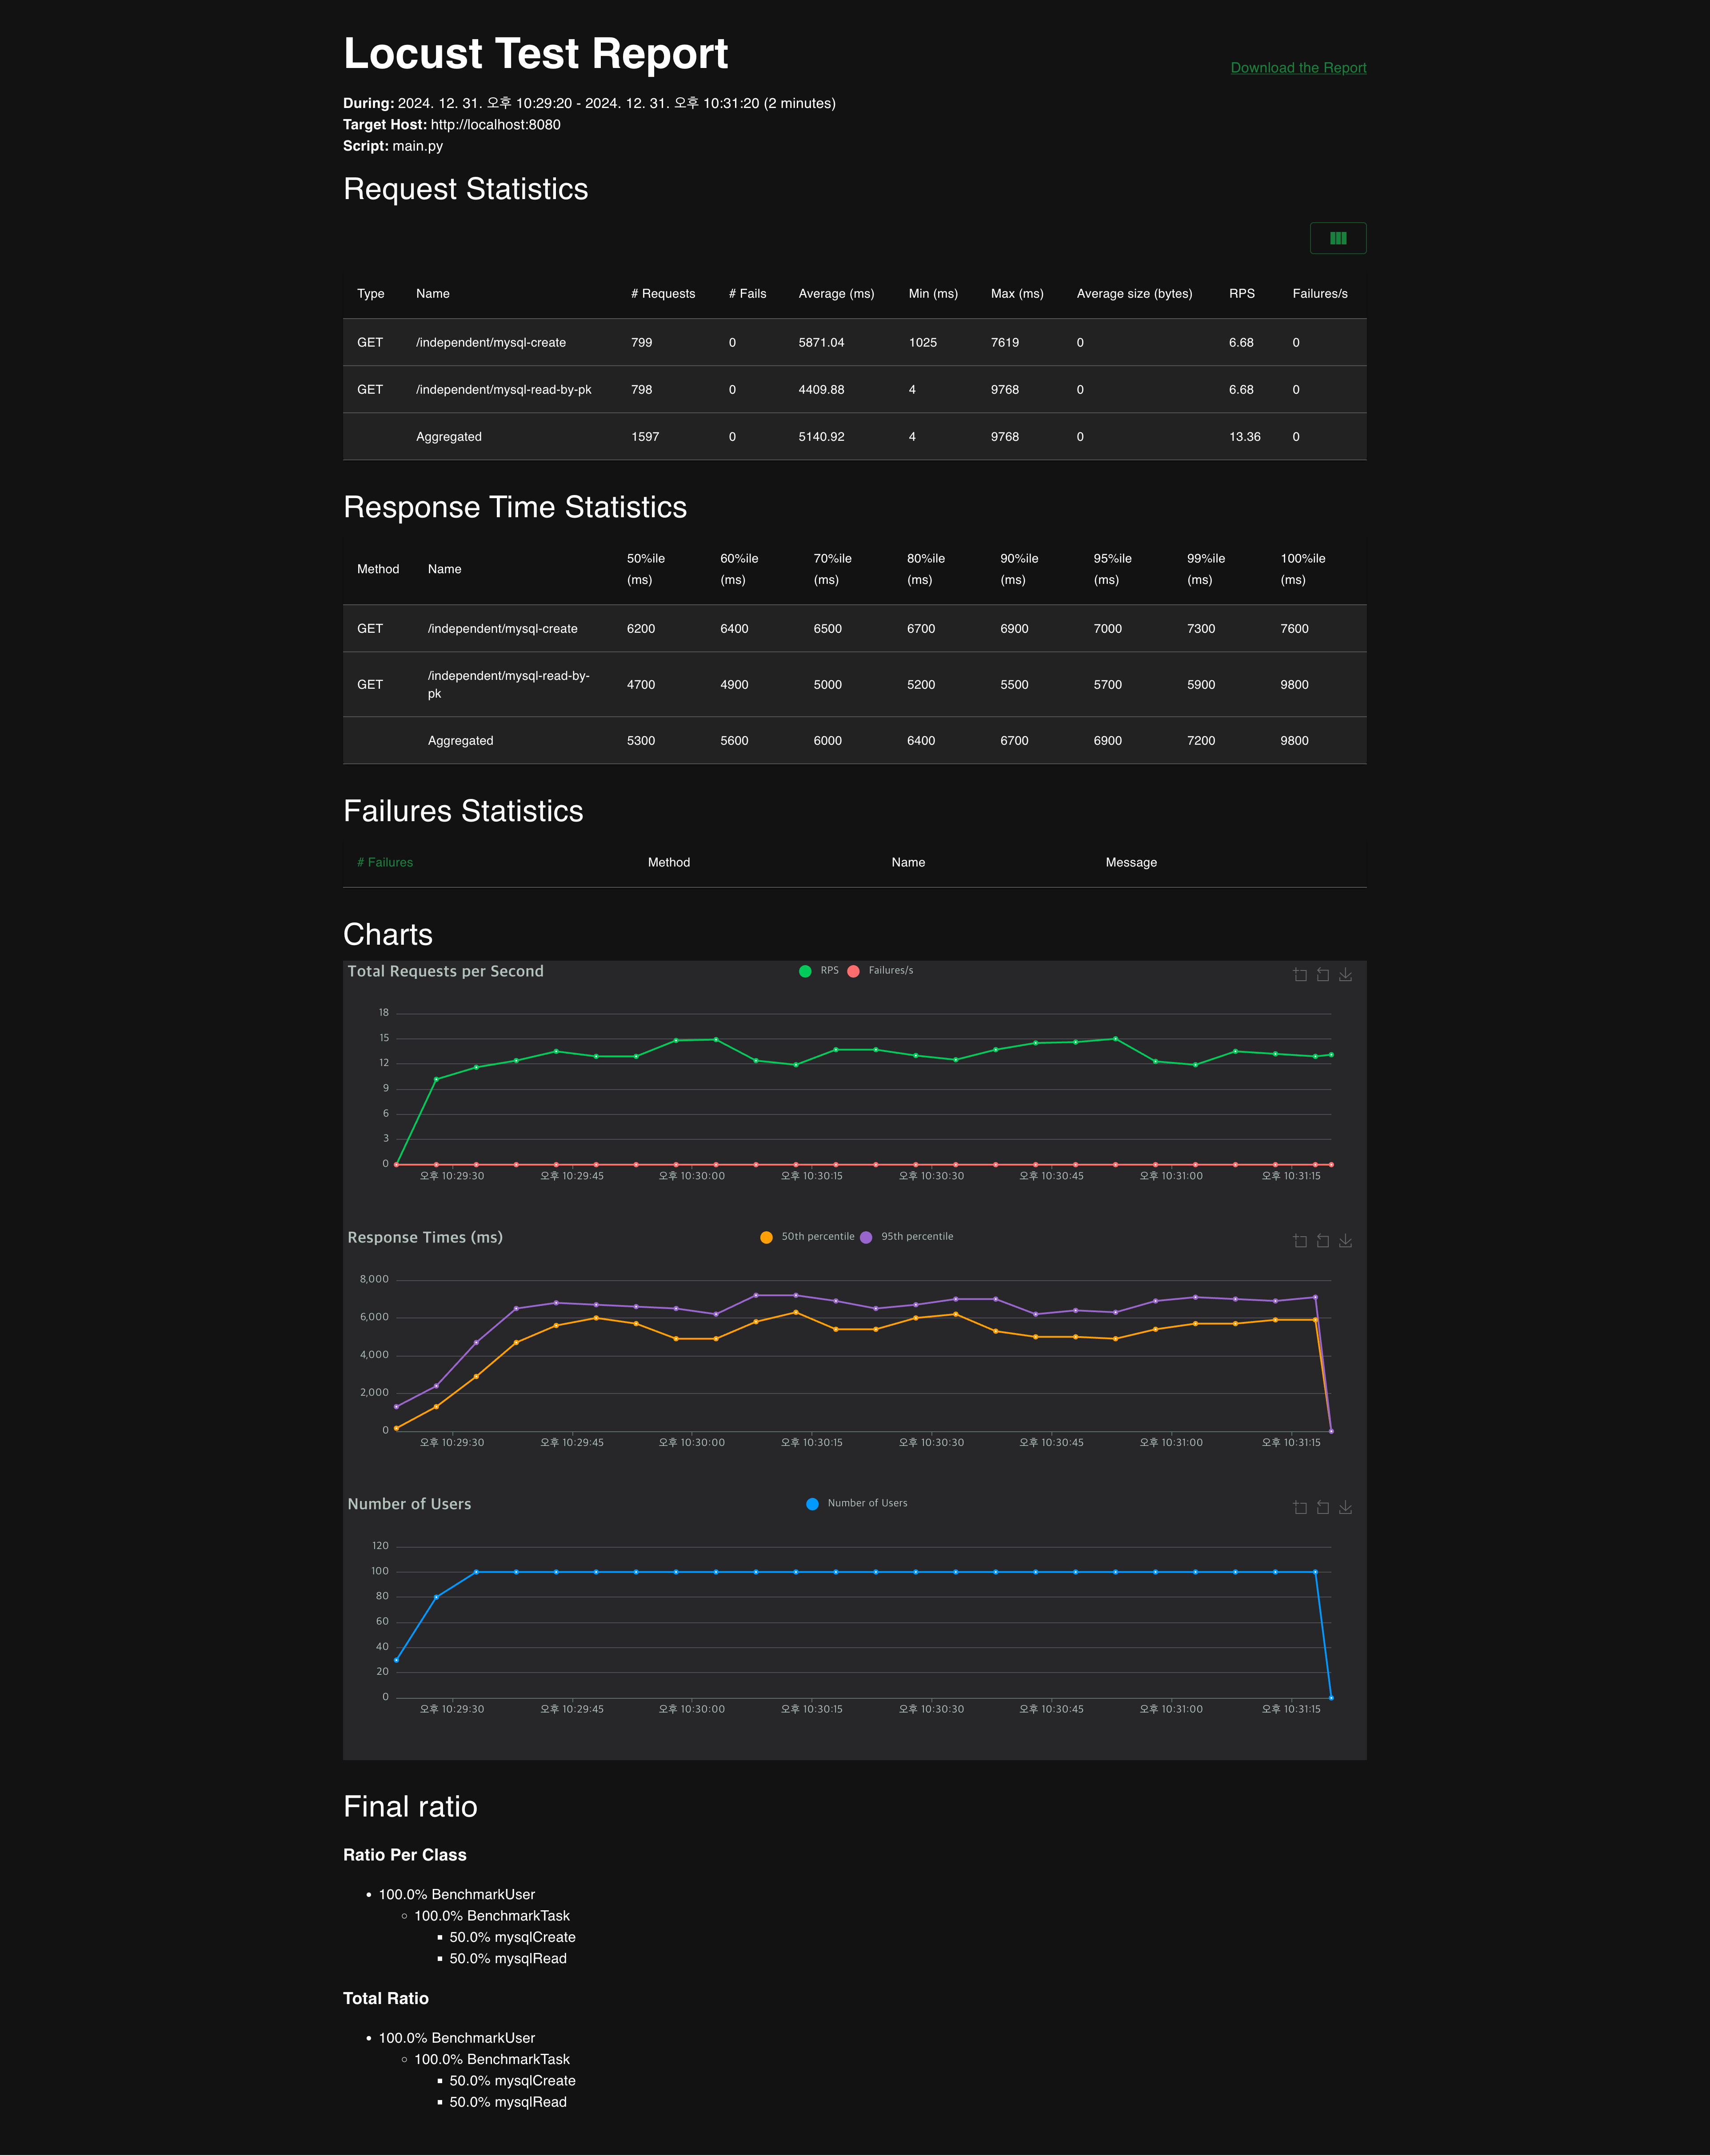 Locust Test Report
Download the Report
During: 2024. 12. 31. 오후 10:29:20 - 2024. 12. 31. 오후 10:31:20 (2 minutes)
Target Host: http://localhost:8080
Script: main.py
Request Statistics
Type Name # Requests # Fails Average (ms) Min (ms) Max (ms) Average size (bytes) RPS Failures/s
GET /independent/mysql-create 799 0 5871.04 1025 7619 0 6.68 0
GET /independent/mysql-read-by-pk 798 0 4409.88 4 9768 0 6.68 0
Aggregated 1597 0 5140.92 4 9768 0 13.36 0
Response Time Statistics
Method Name 50%ile (ms) 60%ile (ms) 70%ile (ms) 80%ile (ms) 90%ile (ms) 95%ile (ms) 99%ile (ms) 100%ile (ms)
GET /independent/mysql-create 6200 6400 6500 6700 6900 7000 7300 7600
GET /independent/mysql-read-by-pk 4700 4900 5000 5200 5500 5700 5900 9800
Aggregated 5300 5600 6000 6400 6700 6900 7200 9800
Failures Statistics
# Failures Method Name Message
Charts
Total Requests per Second
RPS Failures/s
18
15
12
9
6
3
0
오후 10:29:30 오후 10:29:45 오후 10:30:00 오후 10:30:15 오후 10:30:30 오후 10:30:45 오후 10:31:00 오후 10:31:15
Response Times (ms)
50th percentile 95th percentile
8,000
6,000
4,000
2,000
0
오후 10:29:30 오후 10:29:45 오후 10:30:00 오후 10:30:15 오후 10:30:30 오후 10:30:45 오후 10:31:00 오후 10:31:15
Number of Users
Number of Users
120
100
80
60
40
20
0
오후 10:29:30 오후 10:29:45 오후 10:30:00 오후 10:30:15 오후 10:30:30 오후 10:30:45 오후 10:31:00 오후 10:31:15
Final ratio
Ratio Per Class
100.0% BenchmarkUser
100.0% BenchmarkTask
50.0% mysqlCreate
50.0% mysqlRead
Total Ratio
100.0% BenchmarkUser
100.0% BenchmarkTask
50.0% mysqlCreate
50.0% mysqlRead